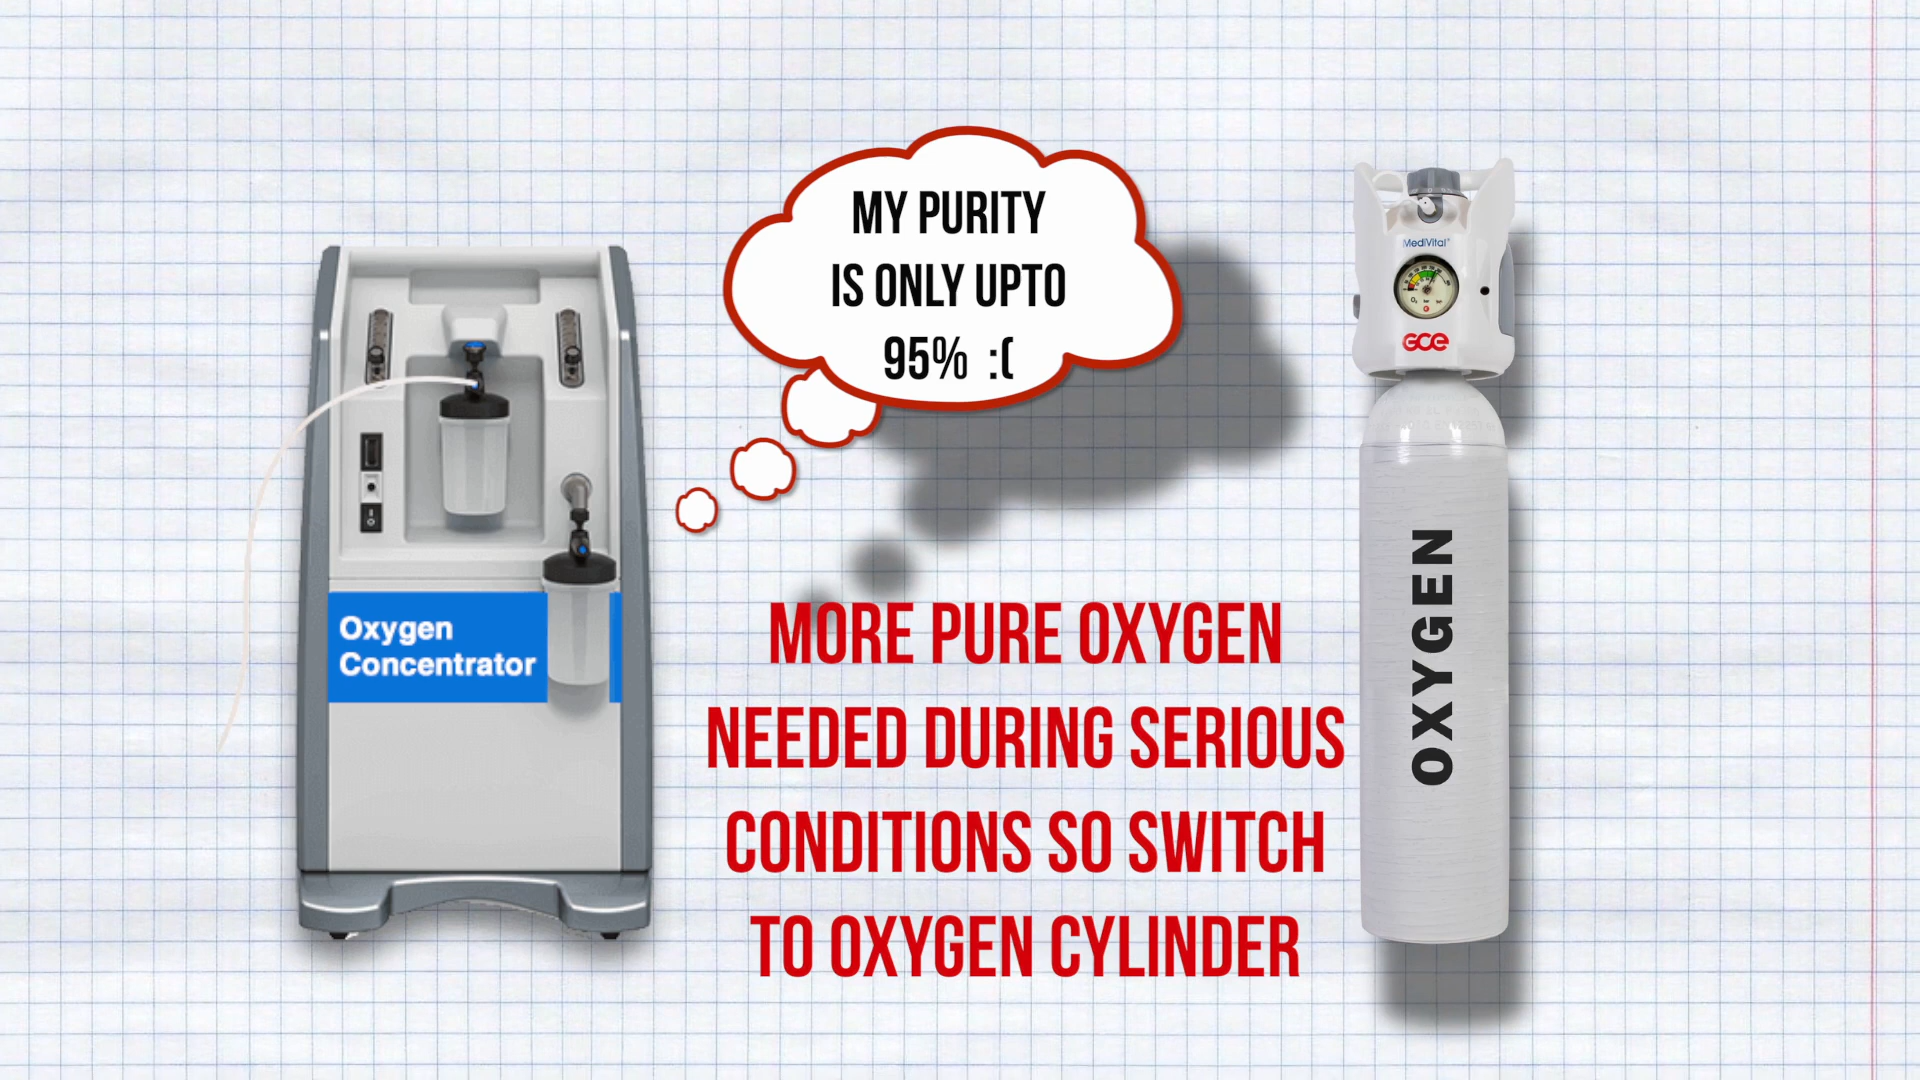 MY PURITY
IS ONLY UPTO
95% :(
MediVital
GCE
Oxygen
Concentrator
OXYGEN
MORE PURE OXYGEN
NEEDED DURING SERIOUS
CONDITIONS SO SWITCH
TO OXYGEN CYLINDER